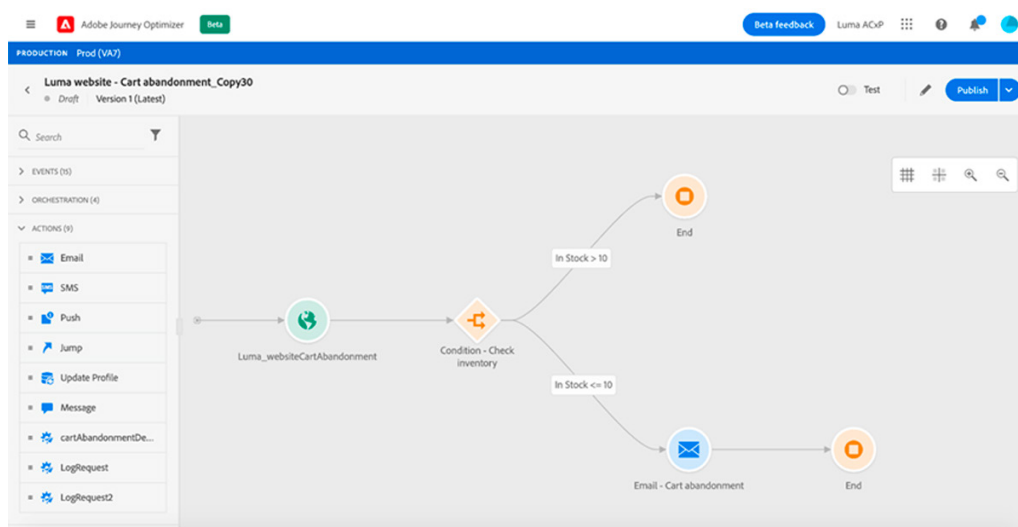 Adobe Journey Optimizer
Beta
Beta feedback
Luma ACxP
PRODUCTION Prod (VA7)
Luma website - Cart abandonment_Copy30
Draft Version 1 (Latest)
Test
Publish
Search
EVENTS (15)
ORCHESTRATION (4)
ACTIONS (9)
Email
SMS
SMS
Push
Jump
Update Profile
Message
cartAbandonmentDe...
LogRequest
LogRequest2
Luma_websiteCartAbandonment
Condition - Check
inventory
In Stock > 10
End
In Stock <= 10
Email - Cart abandonment
End